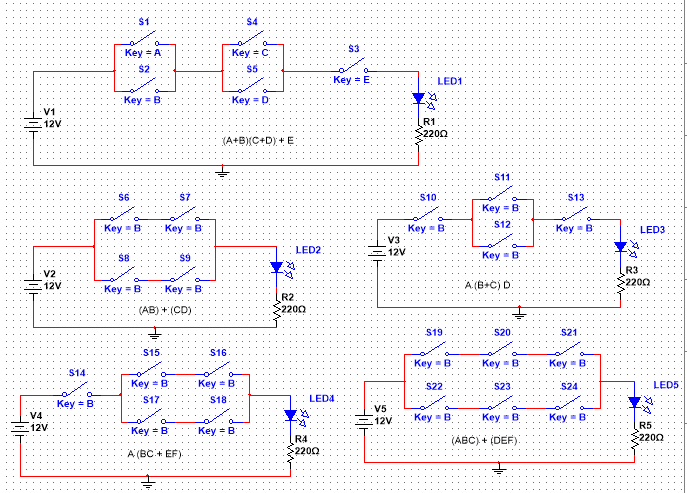 S1
Key = A
S2
Key = B
S4
Key = C
S5
Key = D
S3
Key = E
LED1
V1
12V
R1
220Ω
(A+B)(C+D) + E
S6
Key = B
S7
Key = B
S8
Key = B
S9
Key = B
LED2
V2
12V
R2
220Ω
(AB) + (CD)
S10
Key = B
S11
Key = B
S12
Key = B
S13
Key = B
LED3
V3
12V
R3
220Ω
A (B+C) D
S14
Key = B
S15
Key = B
S16
Key = B
S17
Key = B
S18
Key = B
LED4
V4
12V
R4
220Ω
A (BC + EF)
S19
Key = B
S20
Key = B
S21
Key = B
S22
Key = B
S23
Key = B
S24
Key = B
LED5
V5
12V
R5
220Ω
(ABC) + (DEF)